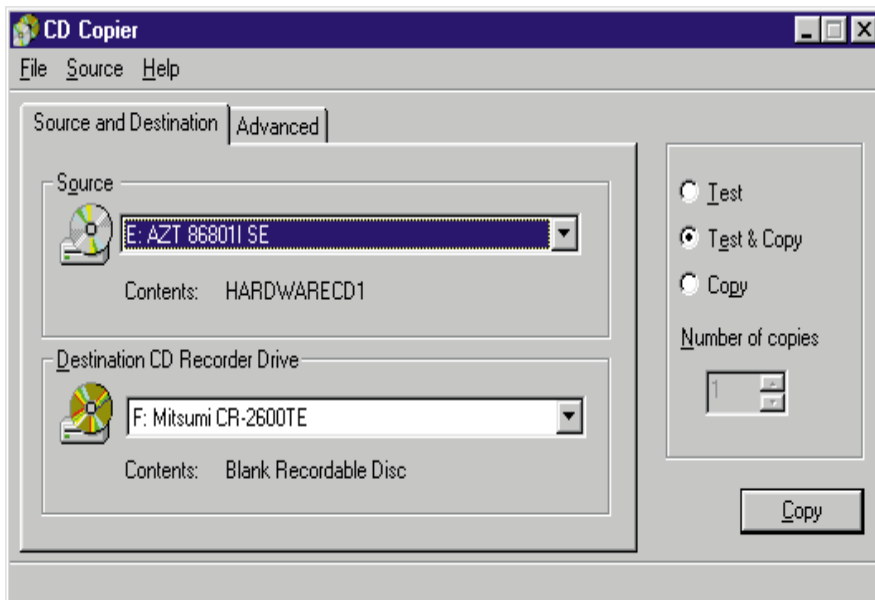 CD Copier
File Source Help
Source and Destination
Advanced
Source
E: AZT 86801I SE
Contents: HARDWARECD1
Destination CD Recorder Drive
F: Mitsumi CR-2600TE
Contents: Blank Recordable Disc
Test
Test & Copy
Copy
Number of copies
1
Copy